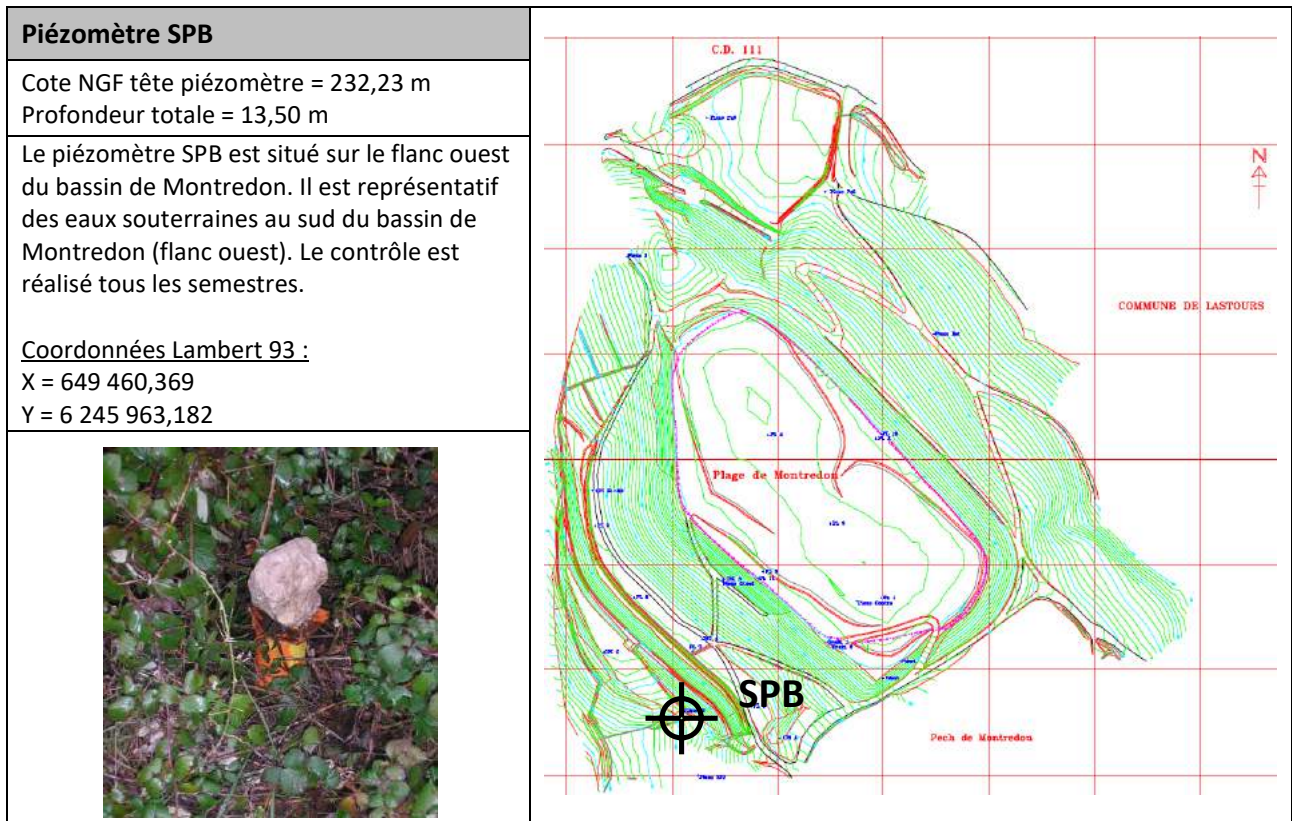 Piézomètre SPB
Cote NGF tête piézomètre = 232,23 m
Profondeur totale = 13,50 m
Le piézomètre SPB est situé sur le flanc ouest
du bassin de Montredon. Il est représentatif
des eaux souterraines au sud du bassin de
Montredon (flanc ouest). Le contrôle est
réalisé tous les semestres.
Coordonnées Lambert 93 :
X = 649 460,369
Y = 6 245 963,182
C.D. 111
N
COMMUNE DE LASTOURS
Plage de Montredon
SPB
Pech de Montredon